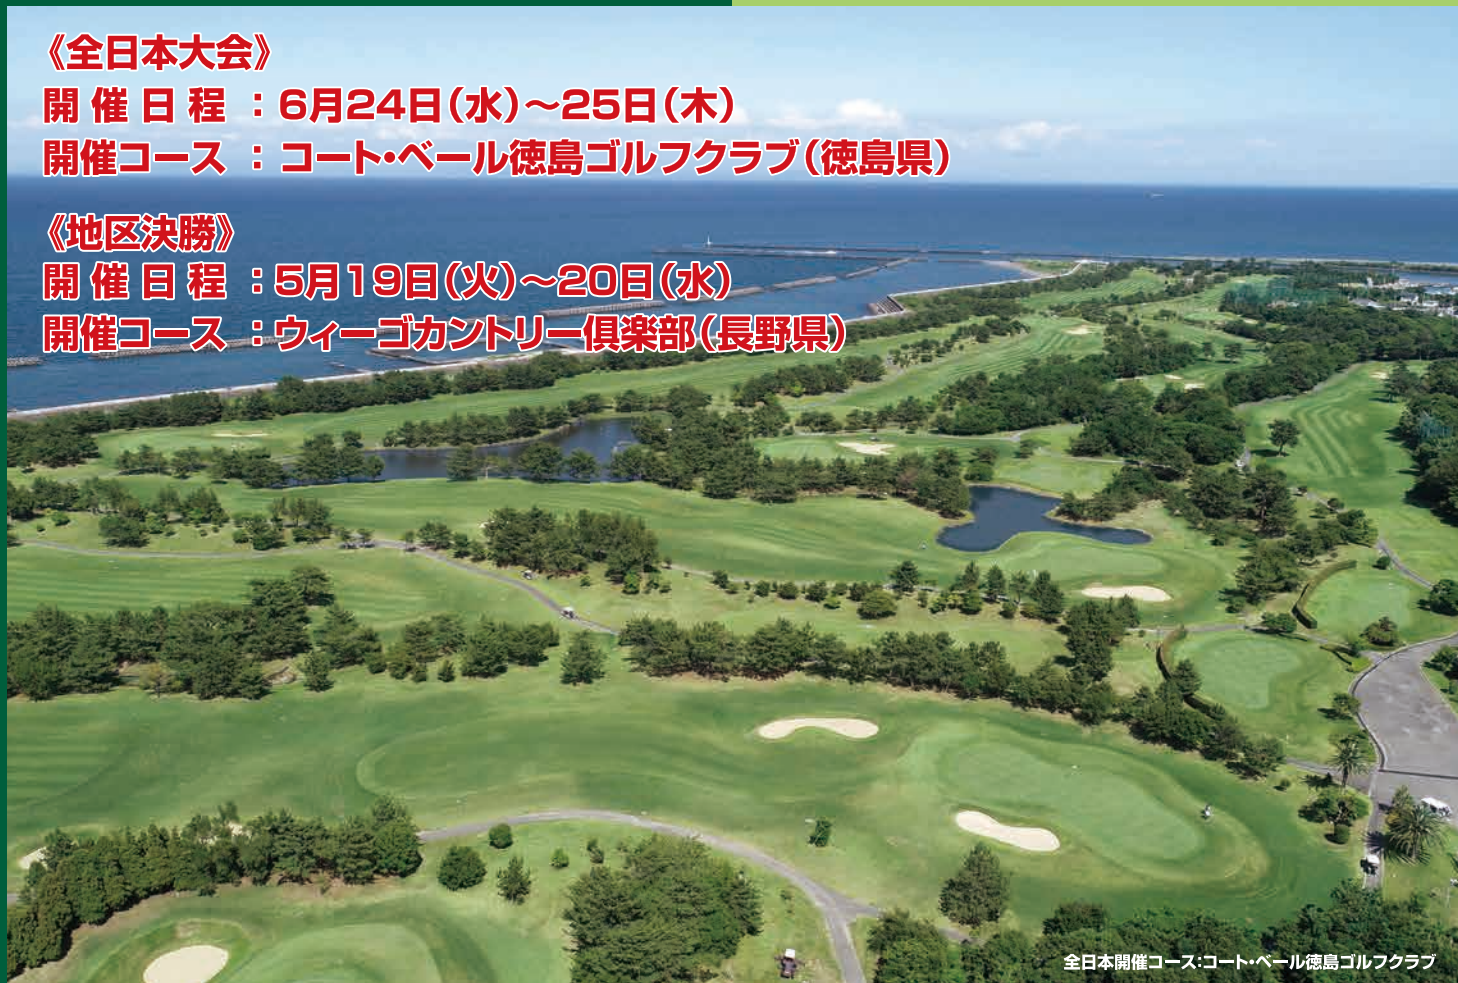 《全日本大会》
開催日程 : 6月24日(水)~25日(木)
開催コース : コート・ベール徳島ゴルフクラブ(徳島県)
《地区決勝》
開催日程 : 5月19日(火)~20日(水)
開催コース : ウィーゴカントリー倶楽部(長野県)
全日本開催コース:コート・ベール徳島ゴルフクラブ